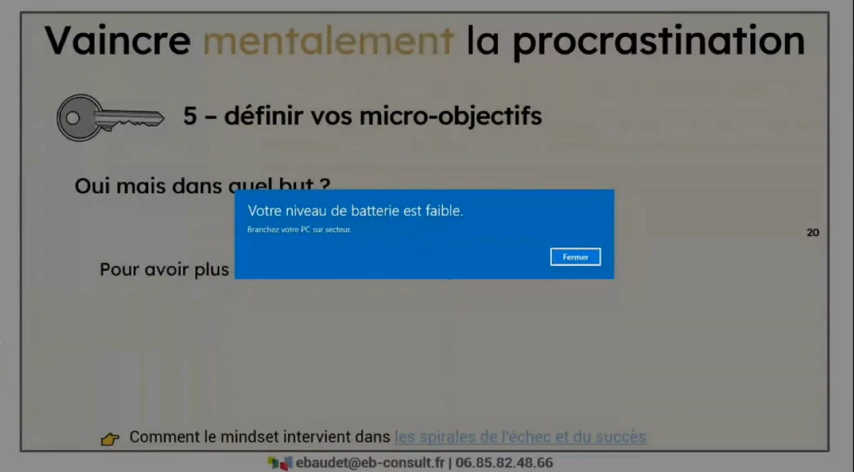 Vaincre mentalement la procrastination
5 – définir vos micro-objectifs
Oui mais dans quel but ?
Votre niveau de batterie est faible.
Branchez votre PC sur secteur.
20
Fermer
Pour avoir plus
👉 Comment le mindset intervient dans les spirales de l'échec et du succès
ebaudet@eb-consult.fr | 06.85.82.48.66